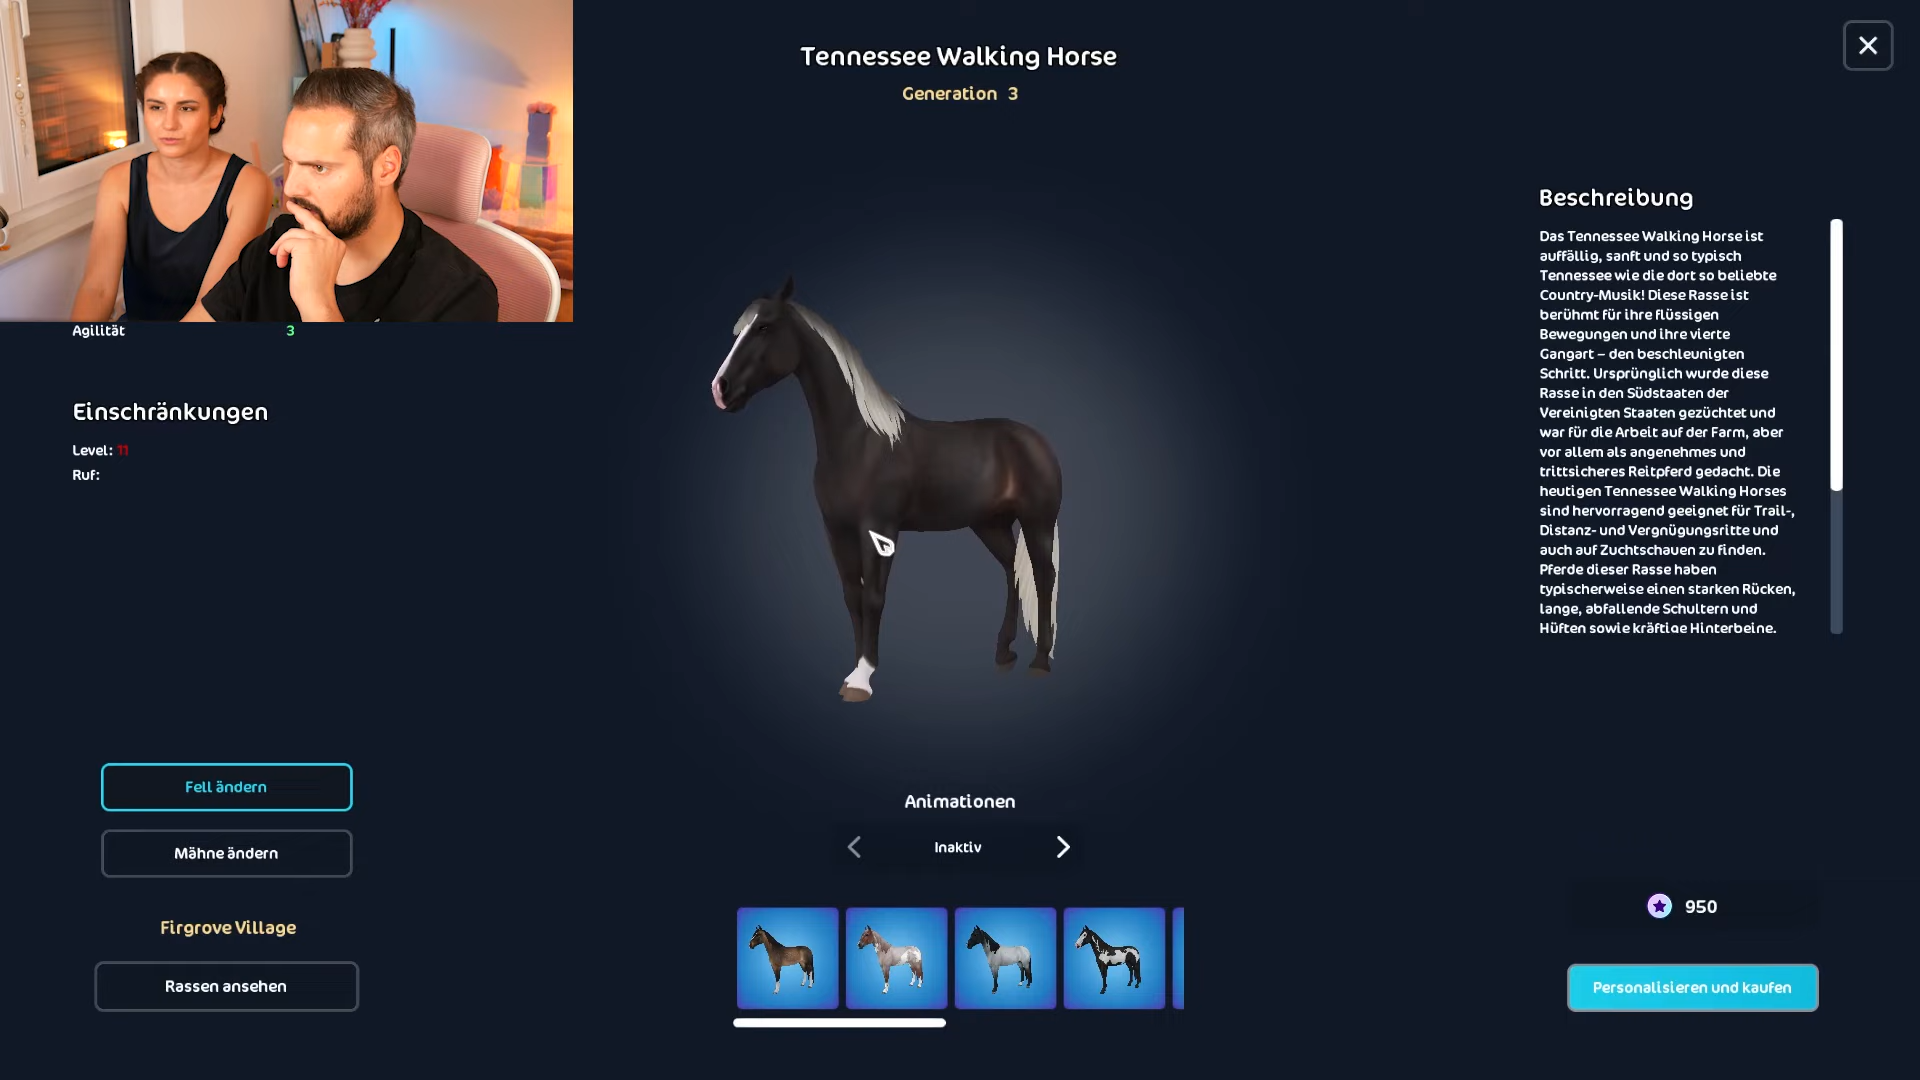 Tennessee Walking Horse
Generation 3
Agilität 3
Einschränkungen
Level: 11
Ruf:
Fell ändern
Mähne ändern
Firgrove Village
Rassen ansehen
Animationen
Inaktiv
Beschreibung
Das Tennessee Walking Horse ist
auffällig, sanft und so typisch
Tennessee wie die dort so beliebte
Country-Musik! Diese Rasse ist
berühmt für ihre flüssigen
Bewegungen und ihre vierte
Gangart – den beschleunigten
Schritt. Ursprünglich wurde diese
Rasse in den Südstaaten der
Vereinigten Staaten gezüchtet und
war für die Arbeit auf der Farm, aber
vor allem als angenehmes und
trittsicheres Reitpferd gedacht. Die
heutigen Tennessee Walking Horses
sind hervorragend geeignet für Trail-,
Distanz- und Vergnügungsritte und
auch auf Zuchtschauen zu finden.
Pferde dieser Rasse haben
typischerweise einen starken Rücken,
lange, abfallende Schultern und
Hüften sowie kräftige Hinterbeine.
950
Personalisieren und kaufen